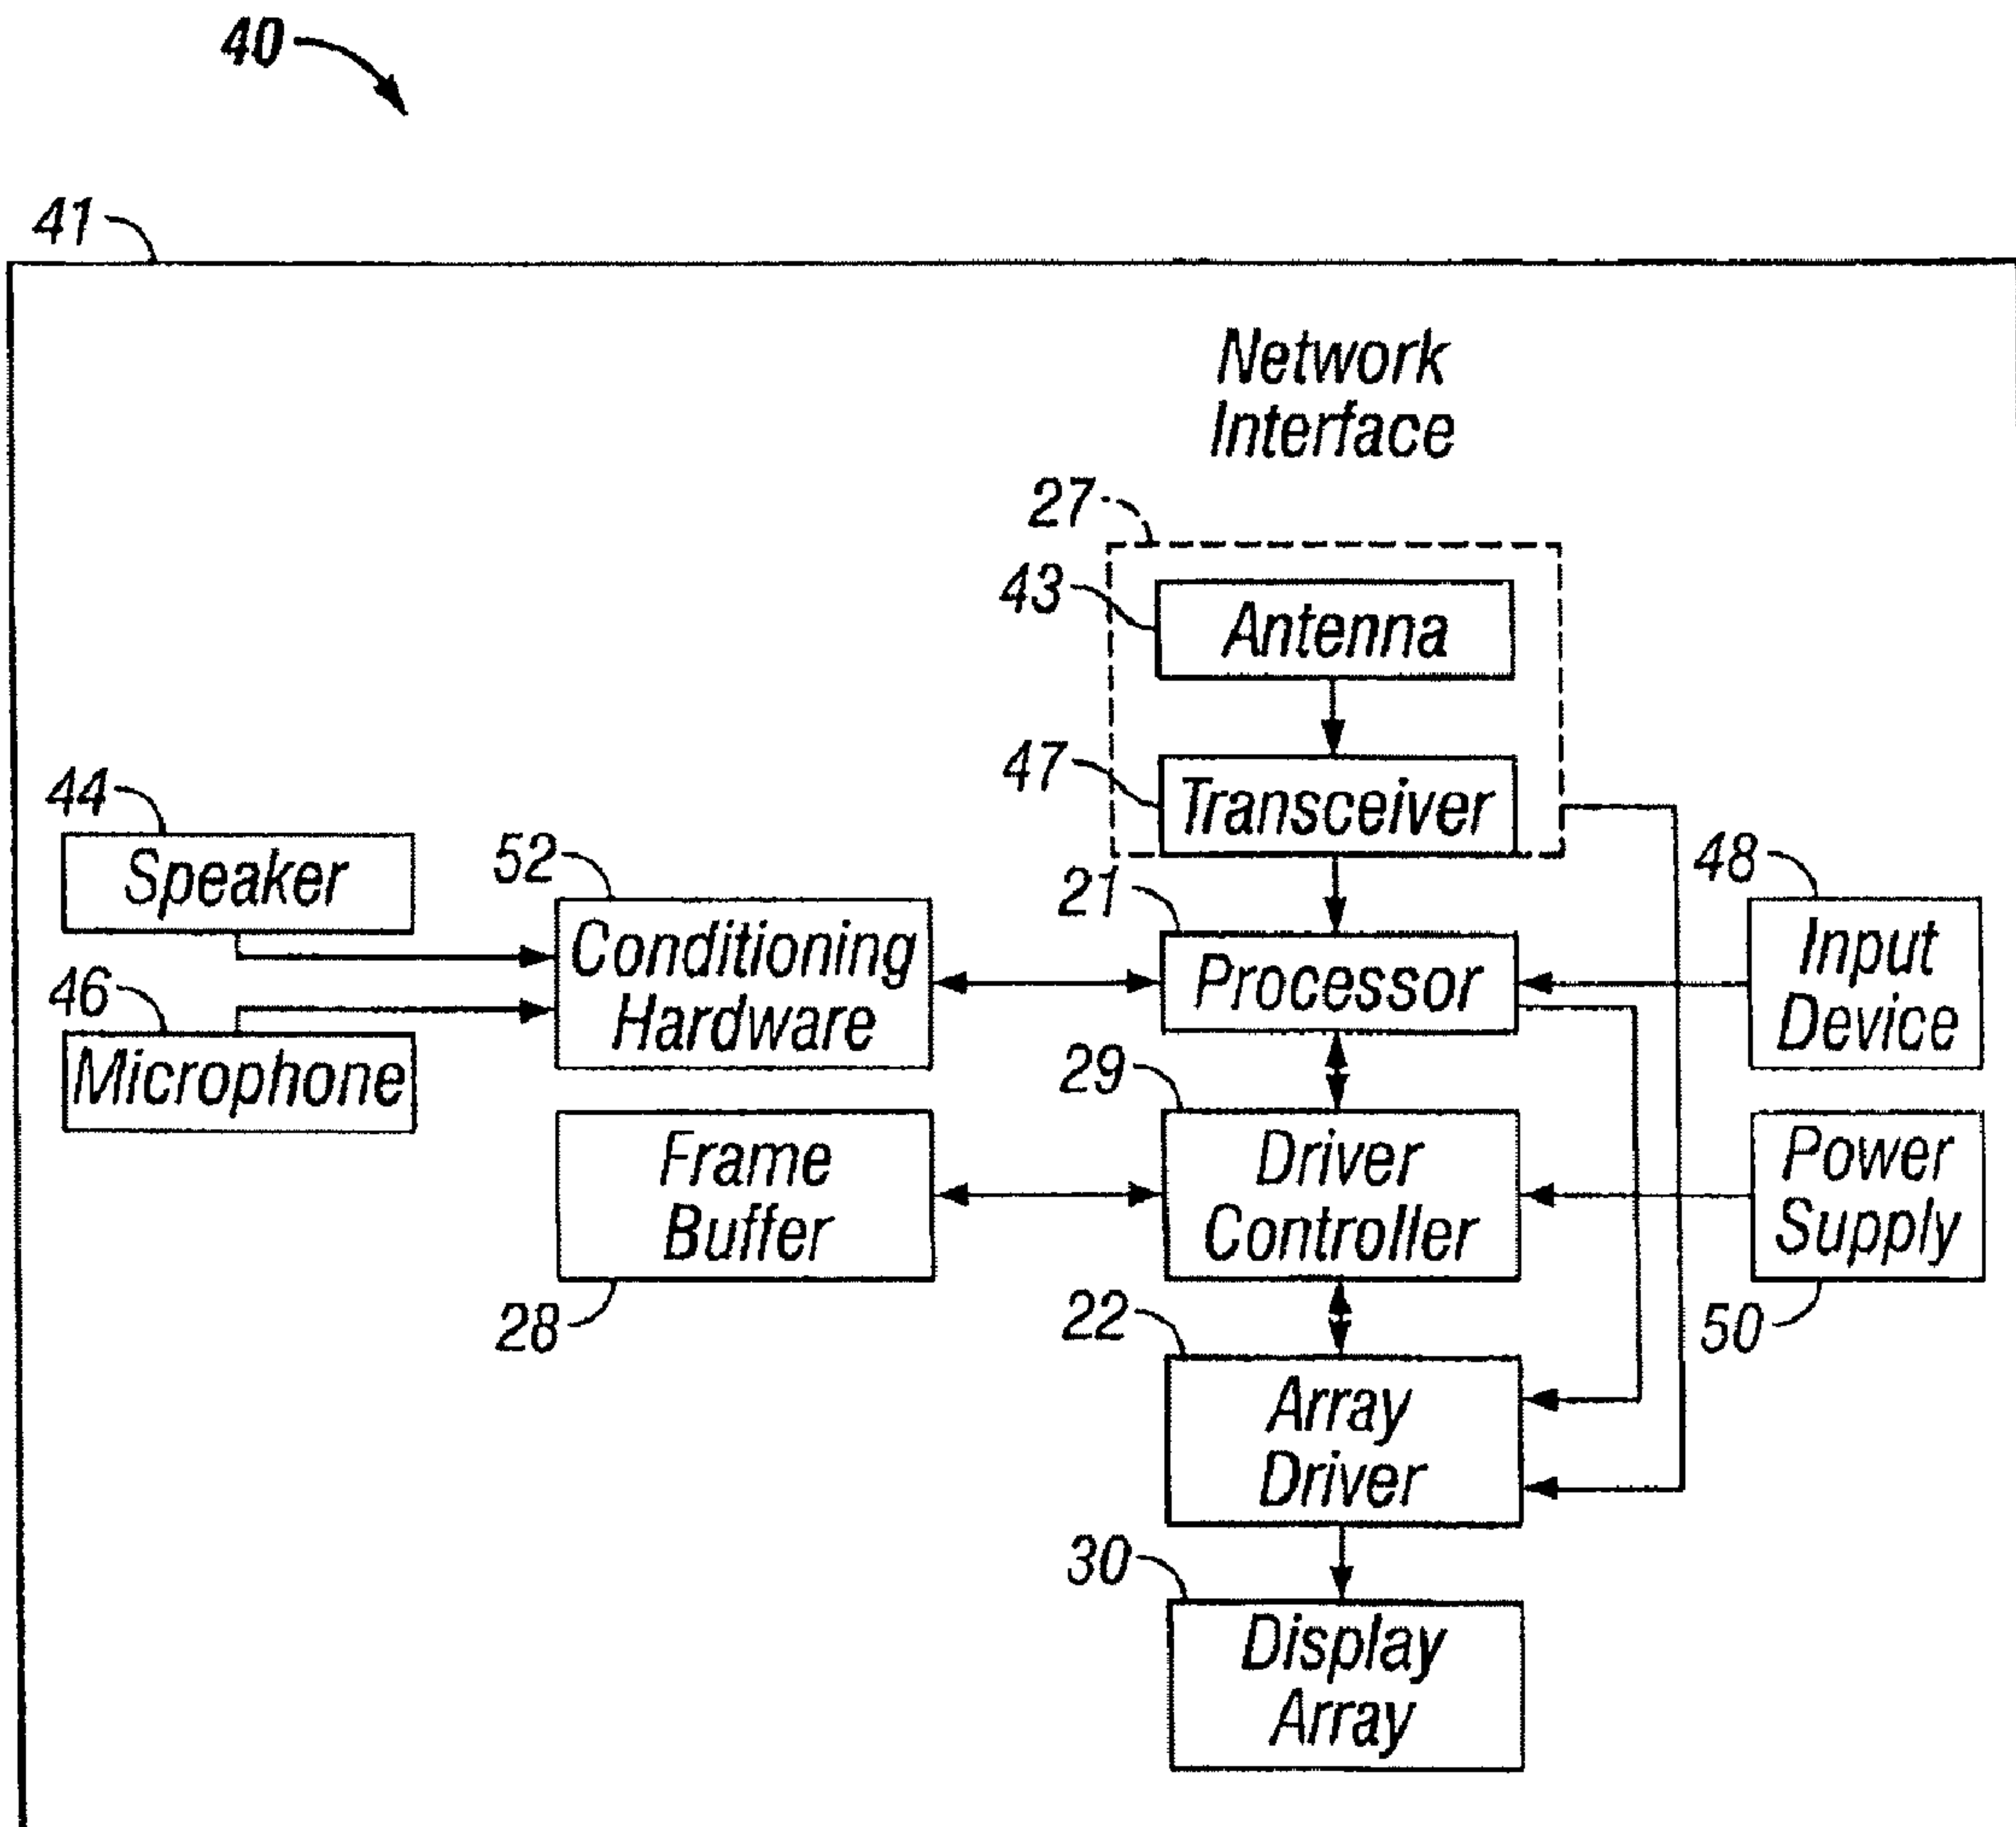 40
41
Network
Interface
27
43
Antenna
47
Transceiver
44
Speaker
52
Conditioning
Hardware
21
Processor
48
Input
Device
46
Microphone
29
Driver
Controller
Frame
Buffer
28
Power
Supply
50
22
Array
Driver
30
Display
Array